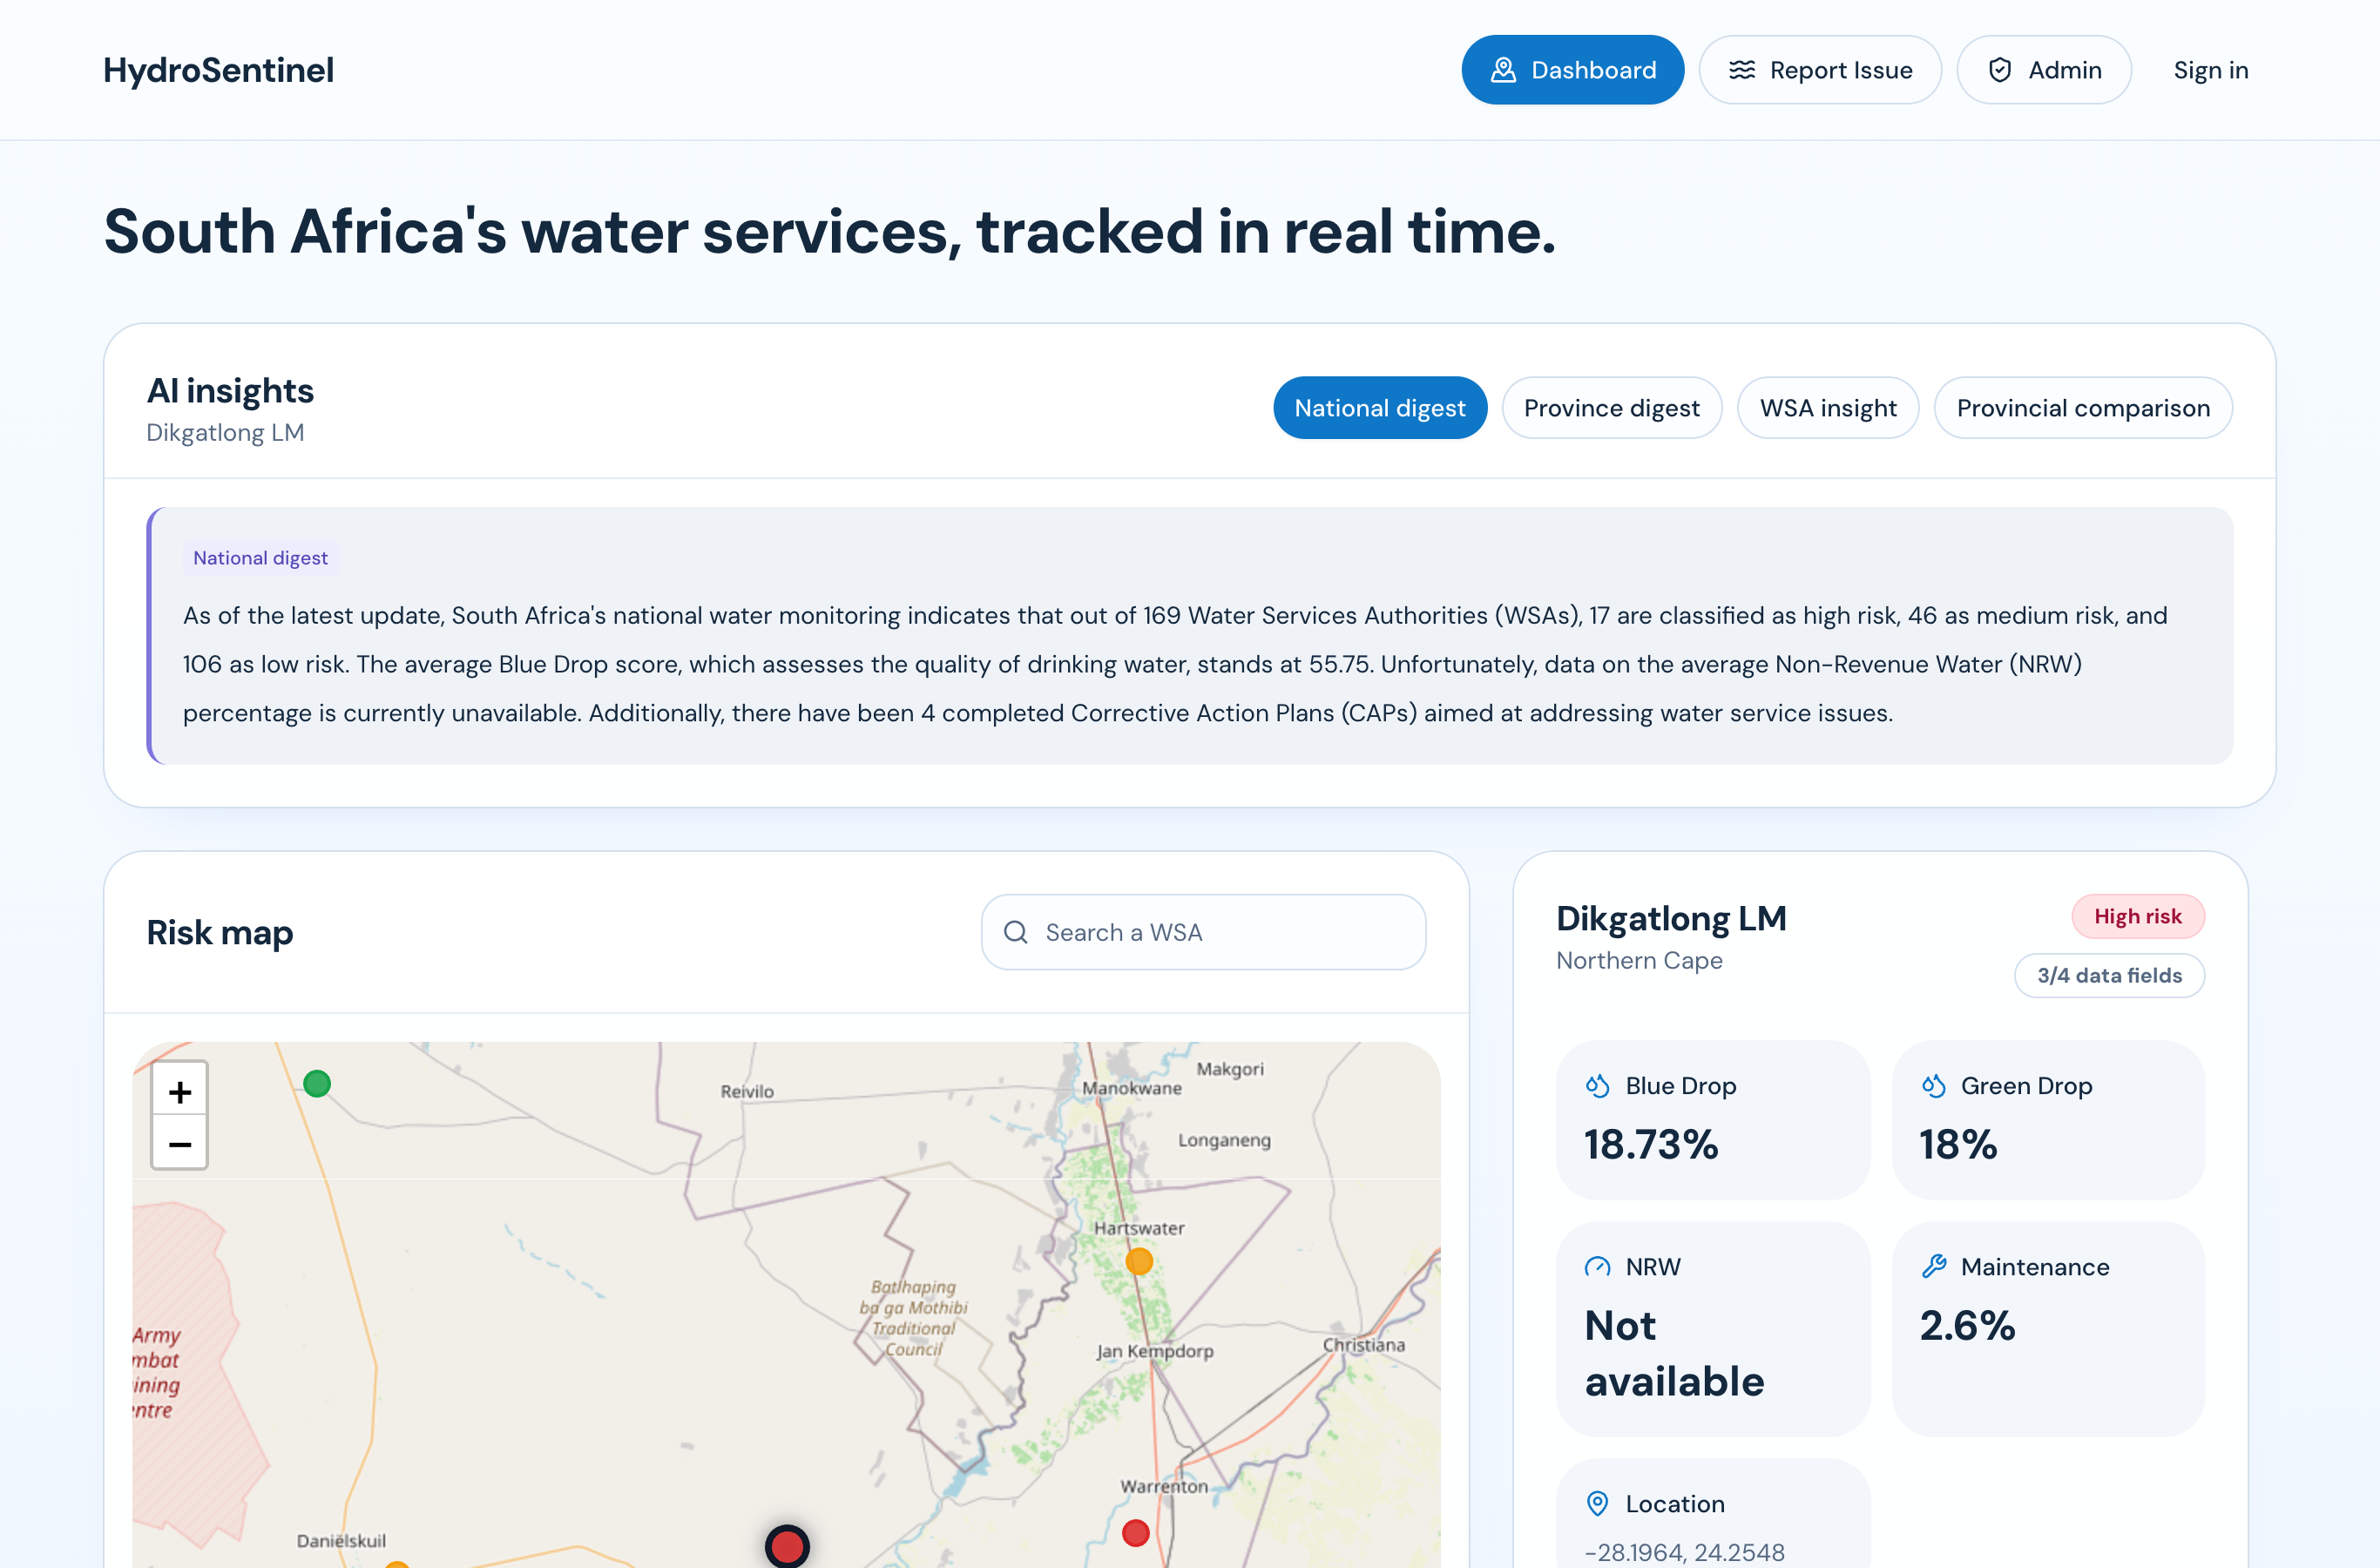 HydroSentinel
Dashboard
Report Issue
Admin
Sign in
South Africa's water services, tracked in real time.
AI insights
Dikgatlong LM
National digest
Province digest
WSA insight
Provincial comparison
National digest
As of the latest update, South Africa's national water monitoring indicates that out of 169 Water Services Authorities (WSAs), 17 are classified as high risk, 46 as medium risk, and
106 as low risk. The average Blue Drop score, which assesses the quality of drinking water, stands at 55.75. Unfortunately, data on the average Non-Revenue Water (NRW)
percentage is currently unavailable. Additionally, there have been 4 completed Corrective Action Plans (CAPs) aimed at addressing water service issues.
Risk map
Search a WSA
+
−
Reivilo
Makgori
Manokwane
Longaneng
Hartswater
Batlhaping
ba ga Mothibi
Traditional
Council
Army
mbat
ining
entre
Jan Kempdorp
Christiana
Warrenton
Daniëlskuil
Dikgatlong LM
Northern Cape
High risk
3/4 data fields
Blue Drop
18.73%
Green Drop
18%
NRW
Not
available
Maintenance
2.6%
Location
-28.1964, 24.2548